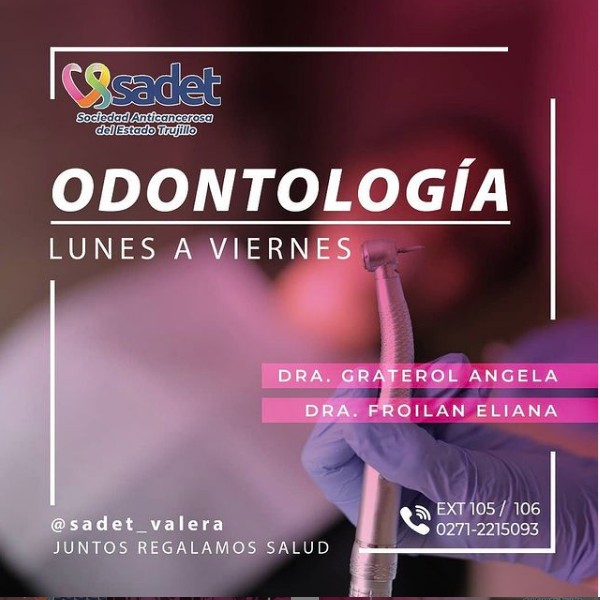 sadet
Sociedad Anticancerosa
del Estado Trujillo
ODONTOLOGÍA
LUNES A VIERNES
DRA. GRATEROL ANGELA
DRA. FROILAN ELIANA
@sadet_valera
JUNTOS REGALAMOS SALUD
EXT 105 / 106
0271-2215093